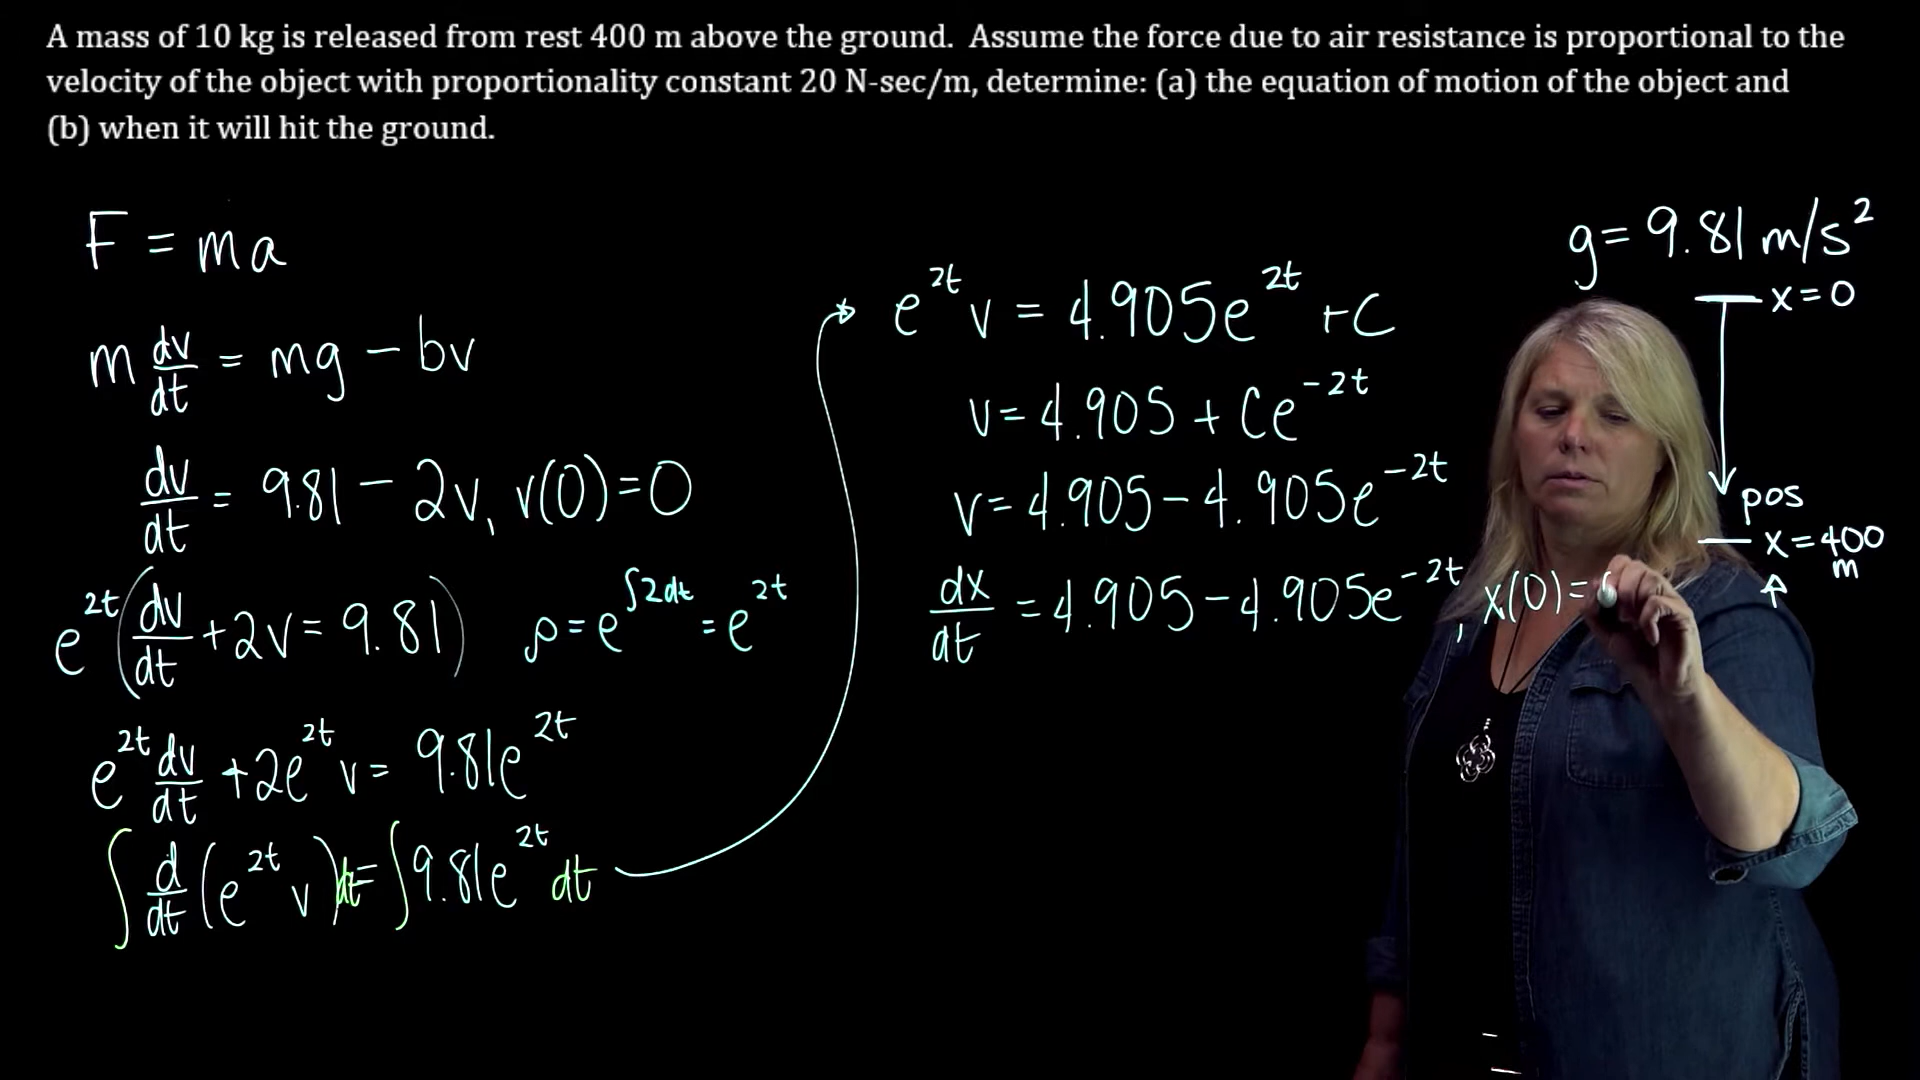 A mass of 10 kg is released from rest 400 m above the ground. Assume the force due to air resistance is proportional to the
velocity of the object with proportionality constant 20 N-sec/m, determine: (a) the equation of motion of the object and
(b) when it will hit the ground.
F = ma
m dv/dt = mg - bv
dv/dt = 9.81 - 2v, v(0)=0
e^{2t}(dv/dt + 2v = 9.81) ρ = e^{∫2dt} = e^{2t}
e^{2t} dv/dt + 2e^{2t} v = 9.81e^{2t}
∫ d/dt (e^{2t} v) dt = ∫ 9.81e^{2t} dt
e^{2t} v = 4.905e^{2t} + C
v = 4.905 + Ce^{-2t}
v = 4.905 - 4.905e^{-2t}
dx/dt = 4.905 - 4.905e^{-2t}, x(0)=
g = 9.81 m/s^2
x = 0
pos
x = 400
m